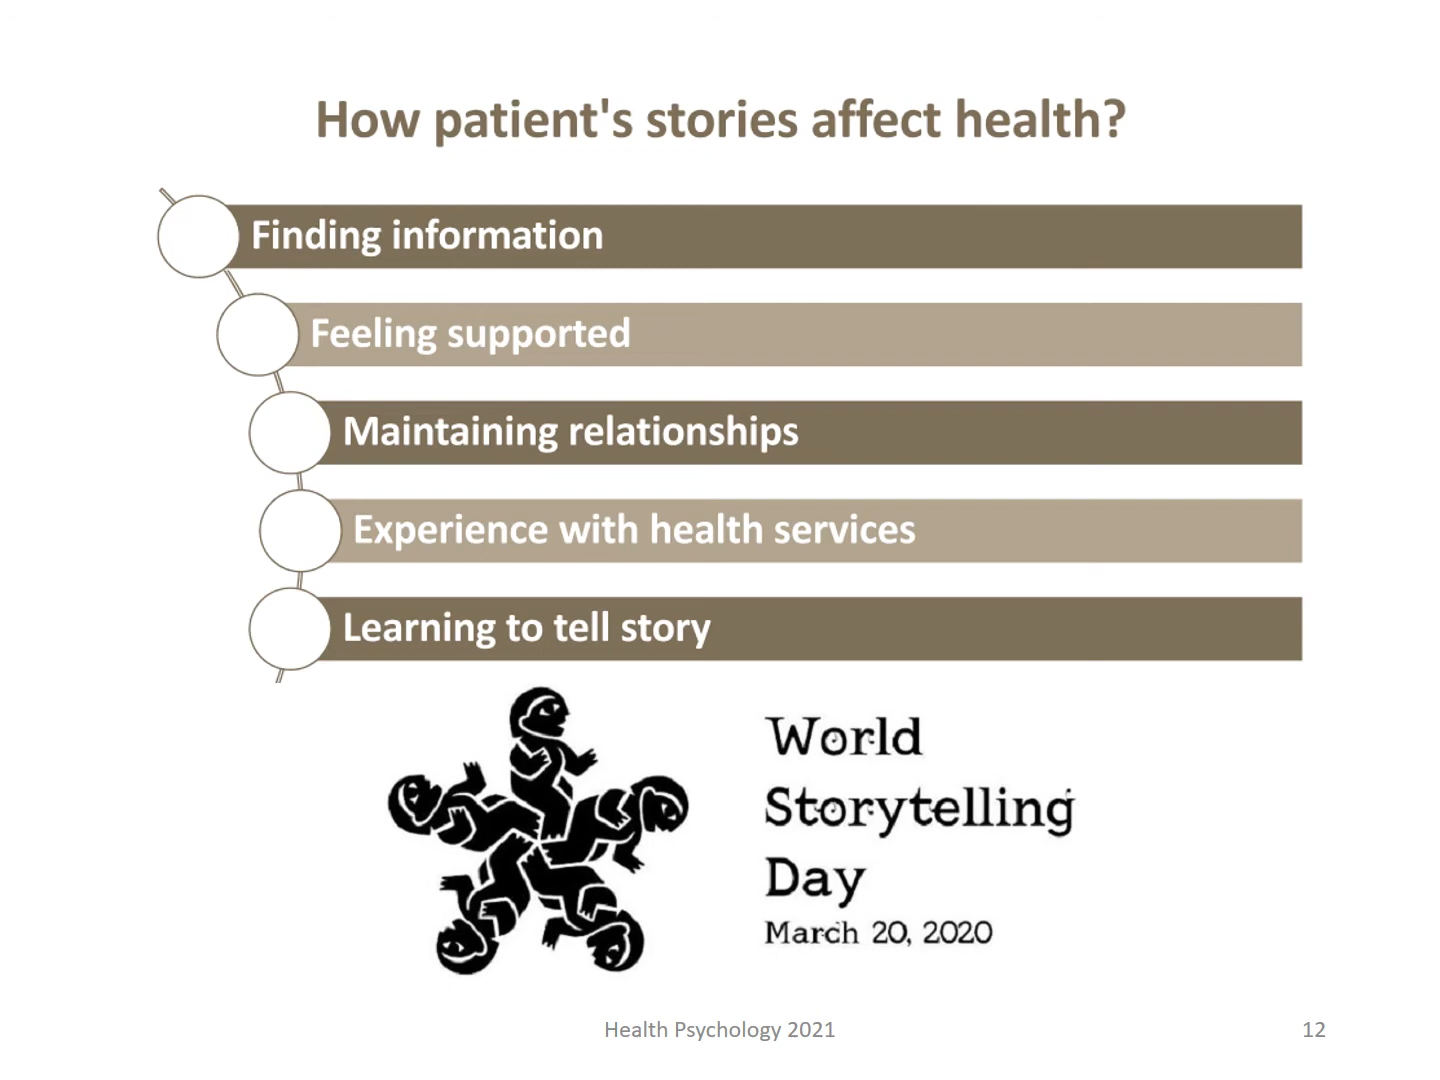 How patient's stories affect health?
Finding information
Feeling supported
Maintaining relationships
Experience with health services
Learning to tell story
World
Storytelling
Day
March 20, 2020
Health Psychology 2021
12